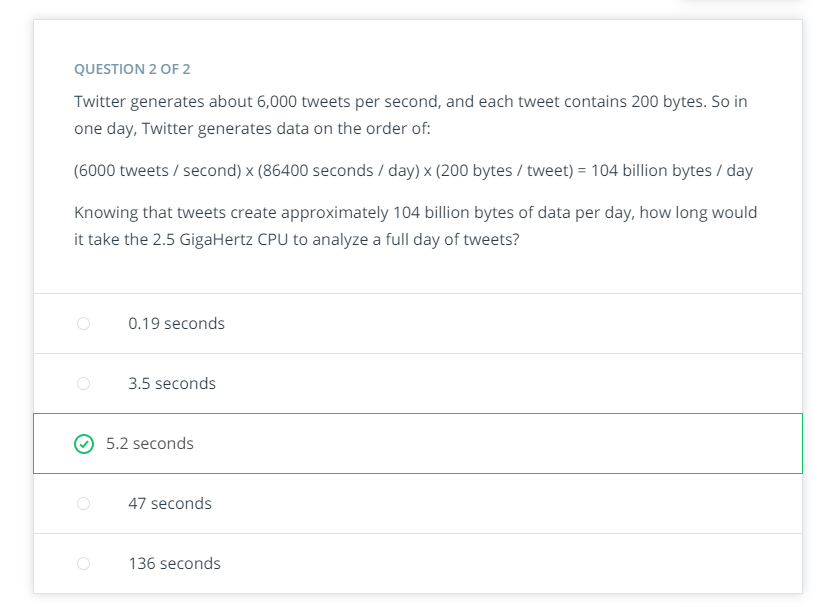 QUESTION 2 OF 2
Twitter generates about 6,000 tweets per second, and each tweet contains 200 bytes. So in
one day, Twitter generates data on the order of:
(6000 tweets / second) x (86400 seconds / day) x (200 bytes / tweet) = 104 billion bytes / day
Knowing that tweets create approximately 104 billion bytes of data per day, how long would
it take the 2.5 GigaHertz CPU to analyze a full day of tweets?
0.19 seconds
3.5 seconds
5.2 seconds
47 seconds
136 seconds